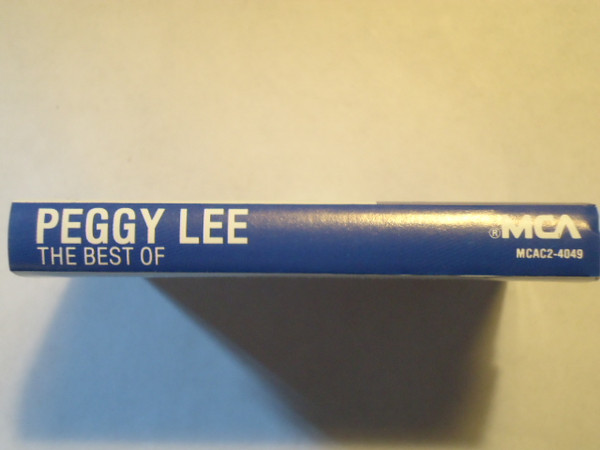 PEGGY LEE
THE BEST OF
®MCA
MCAC2-4049